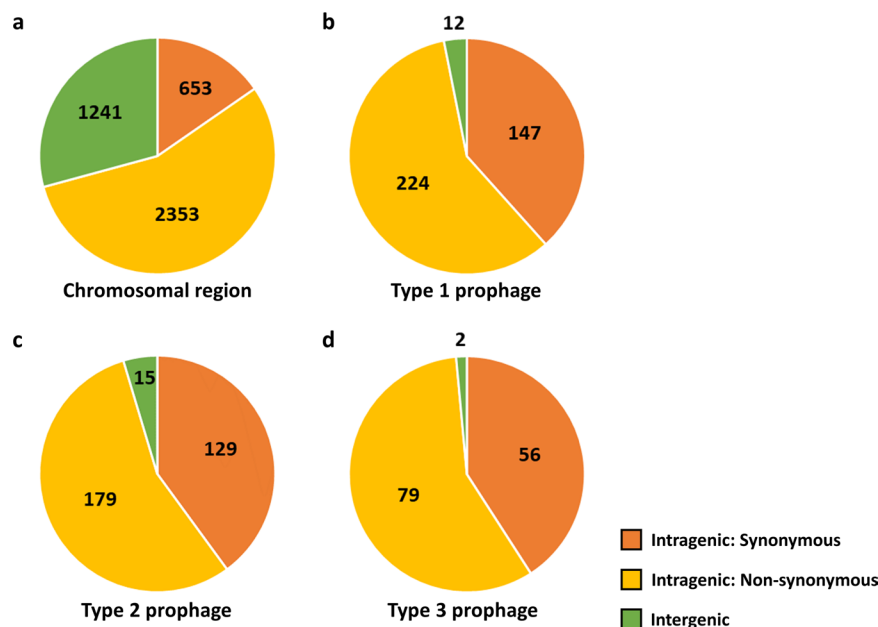 a
653
1241
2353
Chromosomal region
b
12
147
224
Type 1 prophage
c
15
129
179
Type 2 prophage
d
2
56
79
Type 3 prophage
Intragenic: Synonymous
Intragenic: Non-synonymous
Intergenic